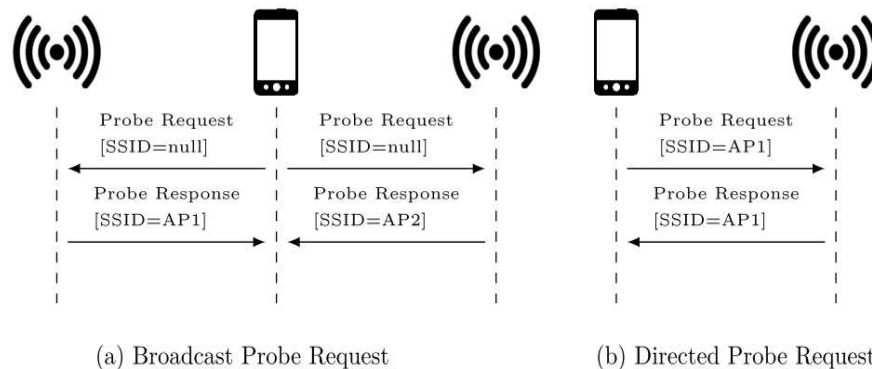 Probe Request
[SSID=null]
Probe Request
[SSID=null]
Probe Response
[SSID=AP1]
Probe Response
[SSID=AP2]
(a) Broadcast Probe Request
Probe Request
[SSID=AP1]
Probe Response
[SSID=AP1]
(b) Directed Probe Request